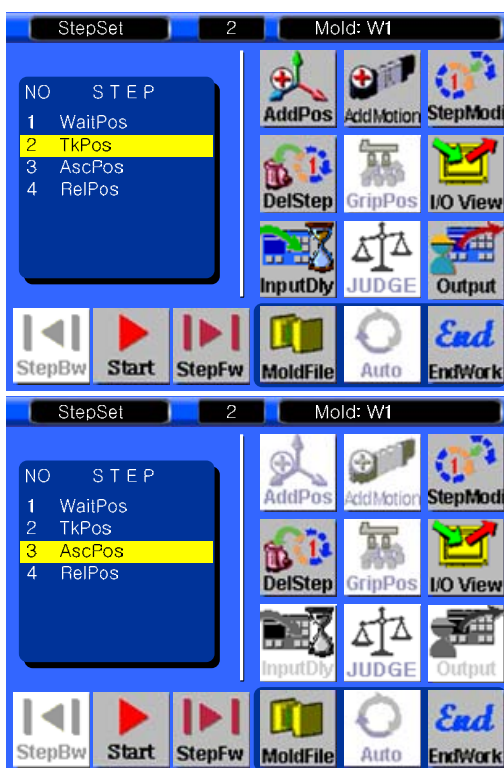 StepSet 2 Mold: W1
NO STEP
1 WaitPos
2 TkPos
3 AscPos
4 RelPos
AddPos AddMotion StepModi
DelStep GripPos I/O View
InputDly JUDGE Output
StepBw Start StepFw MoldFile Auto End EndWork
StepSet 2 Mold: W1
NO STEP
1 WaitPos
2 TkPos
3 AscPos
4 RelPos
AddPos AddMotion StepModi
DelStep GripPos I/O View
InputDly JUDGE Output
StepBw Start StepFw MoldFile Auto End EndWork